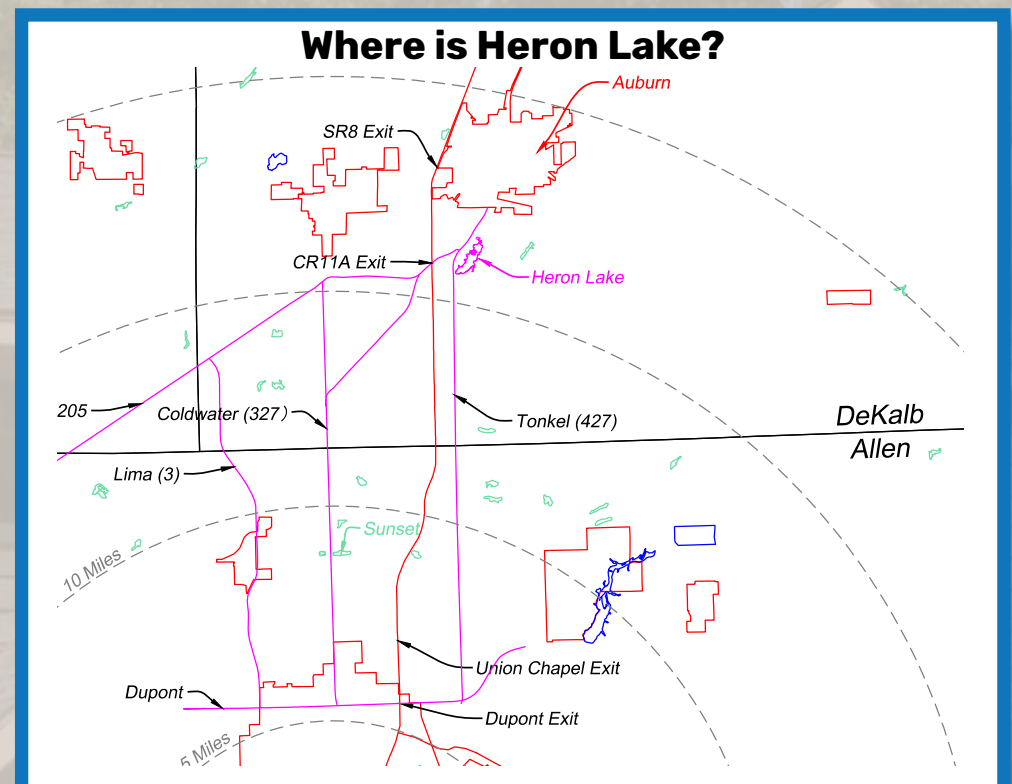 Where is Heron Lake?
Auburn
SR8 Exit
CR11A Exit
Heron Lake
205
Coldwater (327)
Tonkel (427)
DeKalb
Allen
Lima (3)
Sunset
10 Miles
Union Chapel Exit
Dupont
Dupont Exit
5 Miles